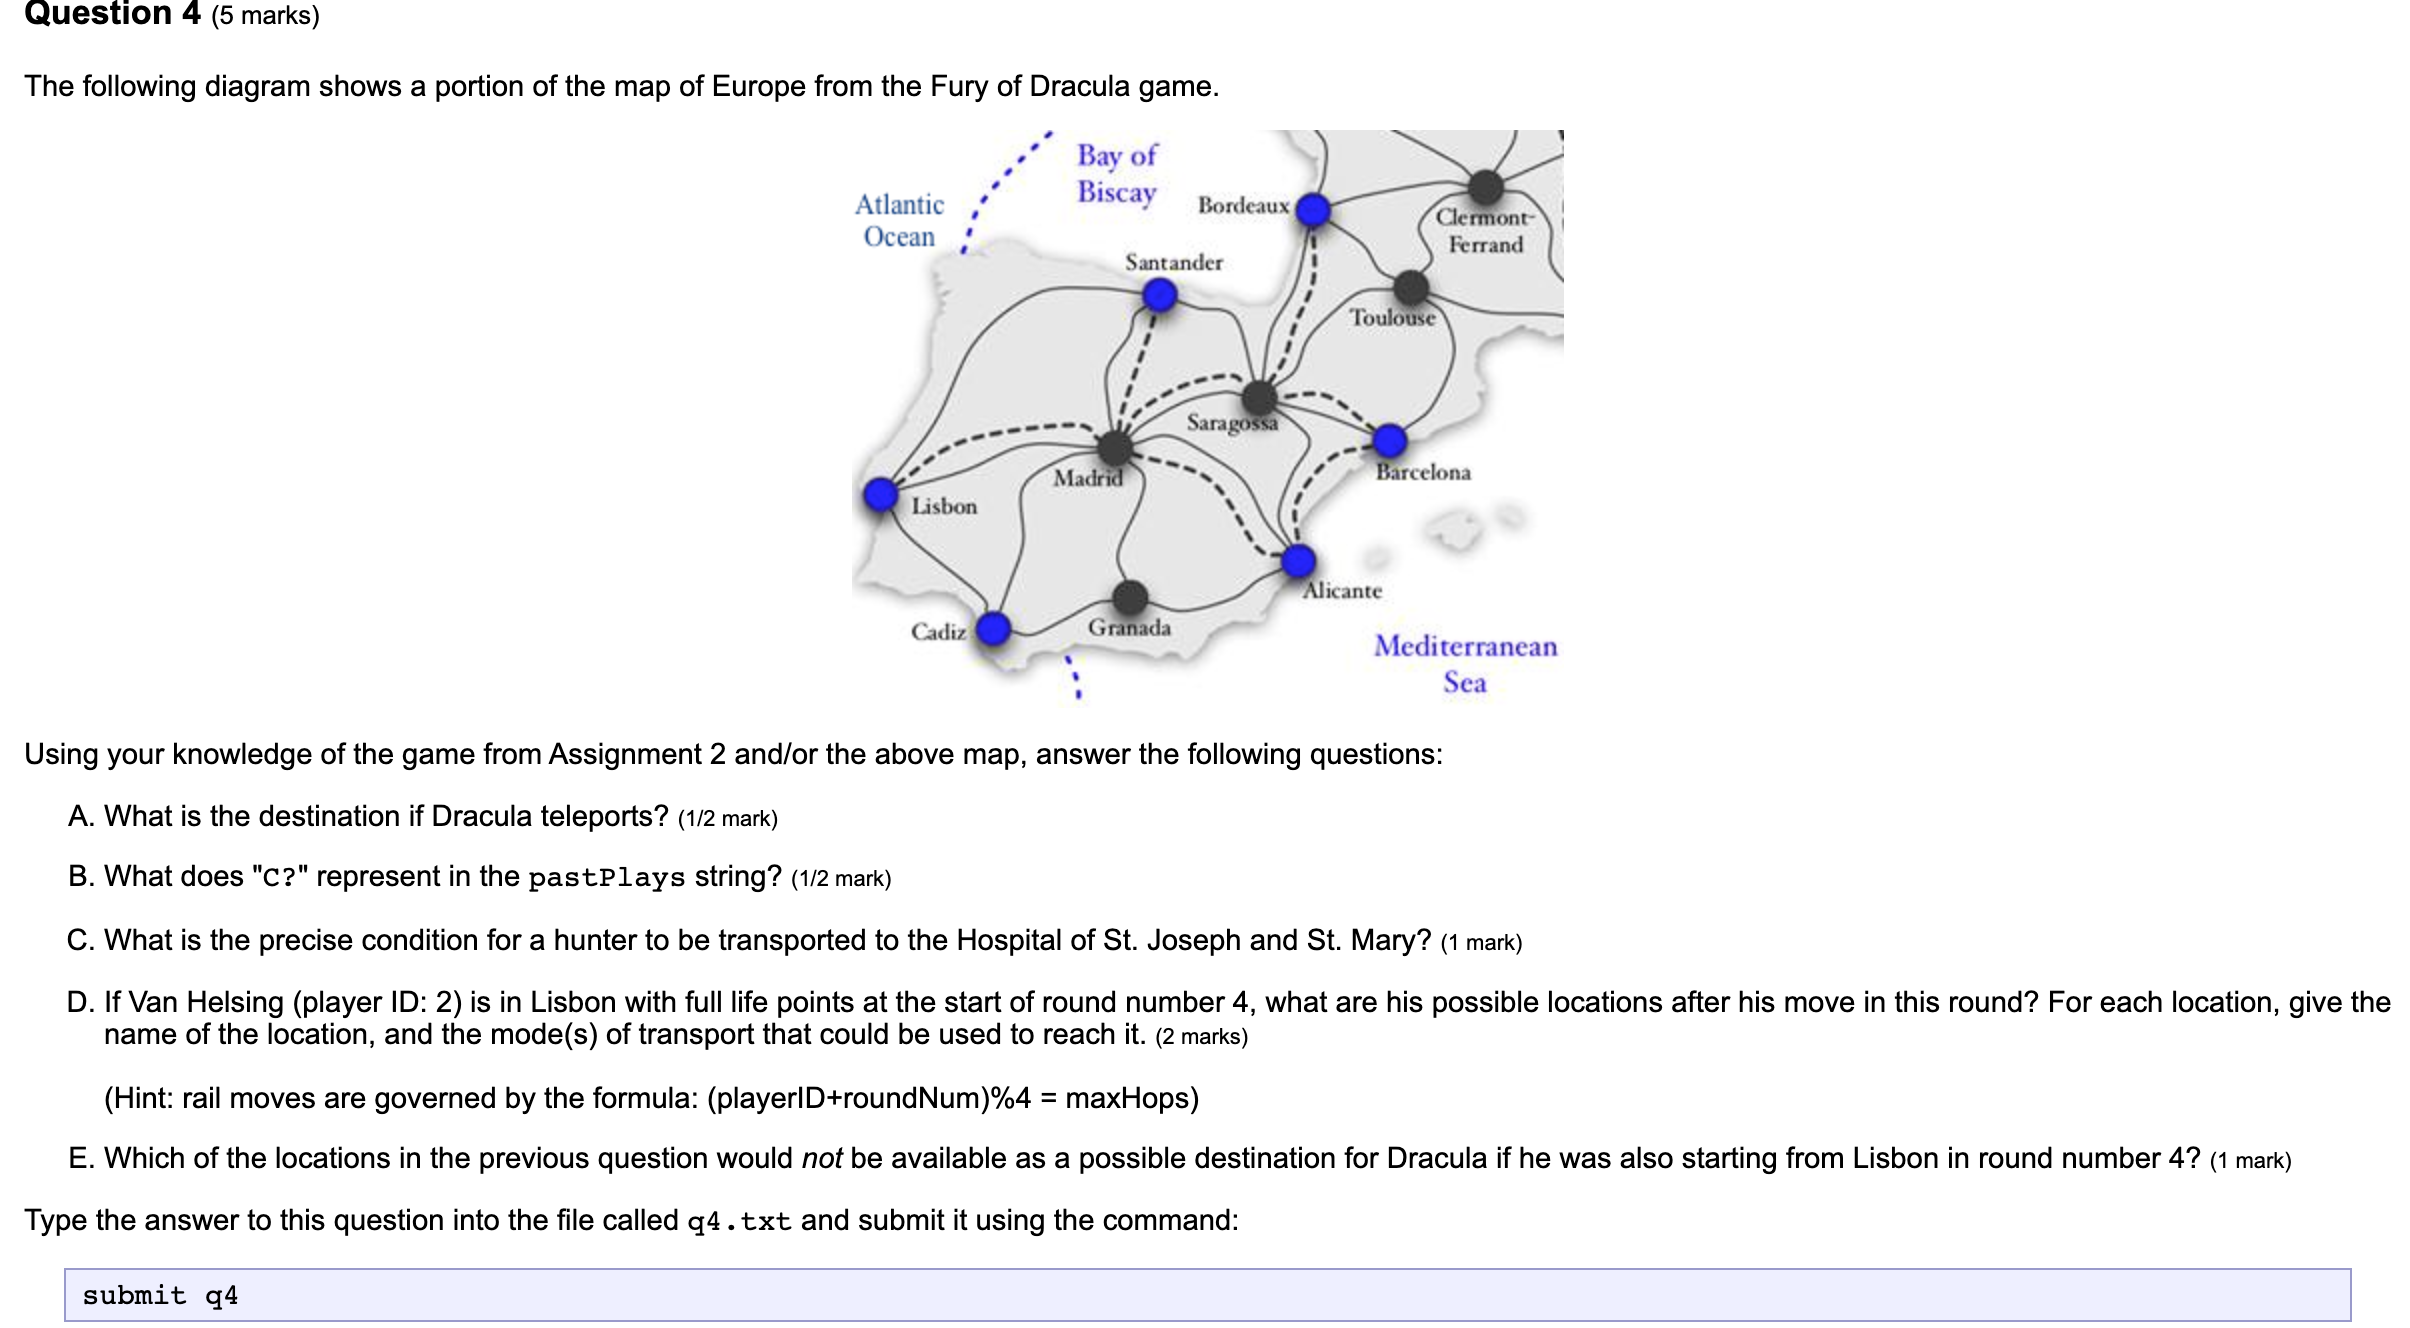 Question 4 (5 marks)
The following diagram shows a portion of the map of Europe from the Fury of Dracula game.
Bay of
Biscay
Atlantic
Ocean
Bordeaux
Clermont-
Ferrand
Santander
Toulouse
Saragossa
Madrid
Barcelona
Lisbon
Alicante
Cadiz
Granada
Mediterranean
Sea
Using your knowledge of the game from Assignment 2 and/or the above map, answer the following questions:
A. What is the destination if Dracula teleports? (1/2 mark)
B. What does "C?" represent in the pastPlays string? (1/2 mark)
C. What is the precise condition for a hunter to be transported to the Hospital of St. Joseph and St. Mary? (1 mark)
D. If Van Helsing (player ID: 2) is in Lisbon with full life points at the start of round number 4, what are his possible locations after his move in this round? For each location, give the
name of the location, and the mode(s) of transport that could be used to reach it. (2 marks)
(Hint: rail moves are governed by the formula: (playerID+roundNum)%4 = maxHops)
E. Which of the locations in the previous question would not be available as a possible destination for Dracula if he was also starting from Lisbon in round number 4? (1 mark)
Type the answer to this question into the file called q4.txt and submit it using the command:
submit q4